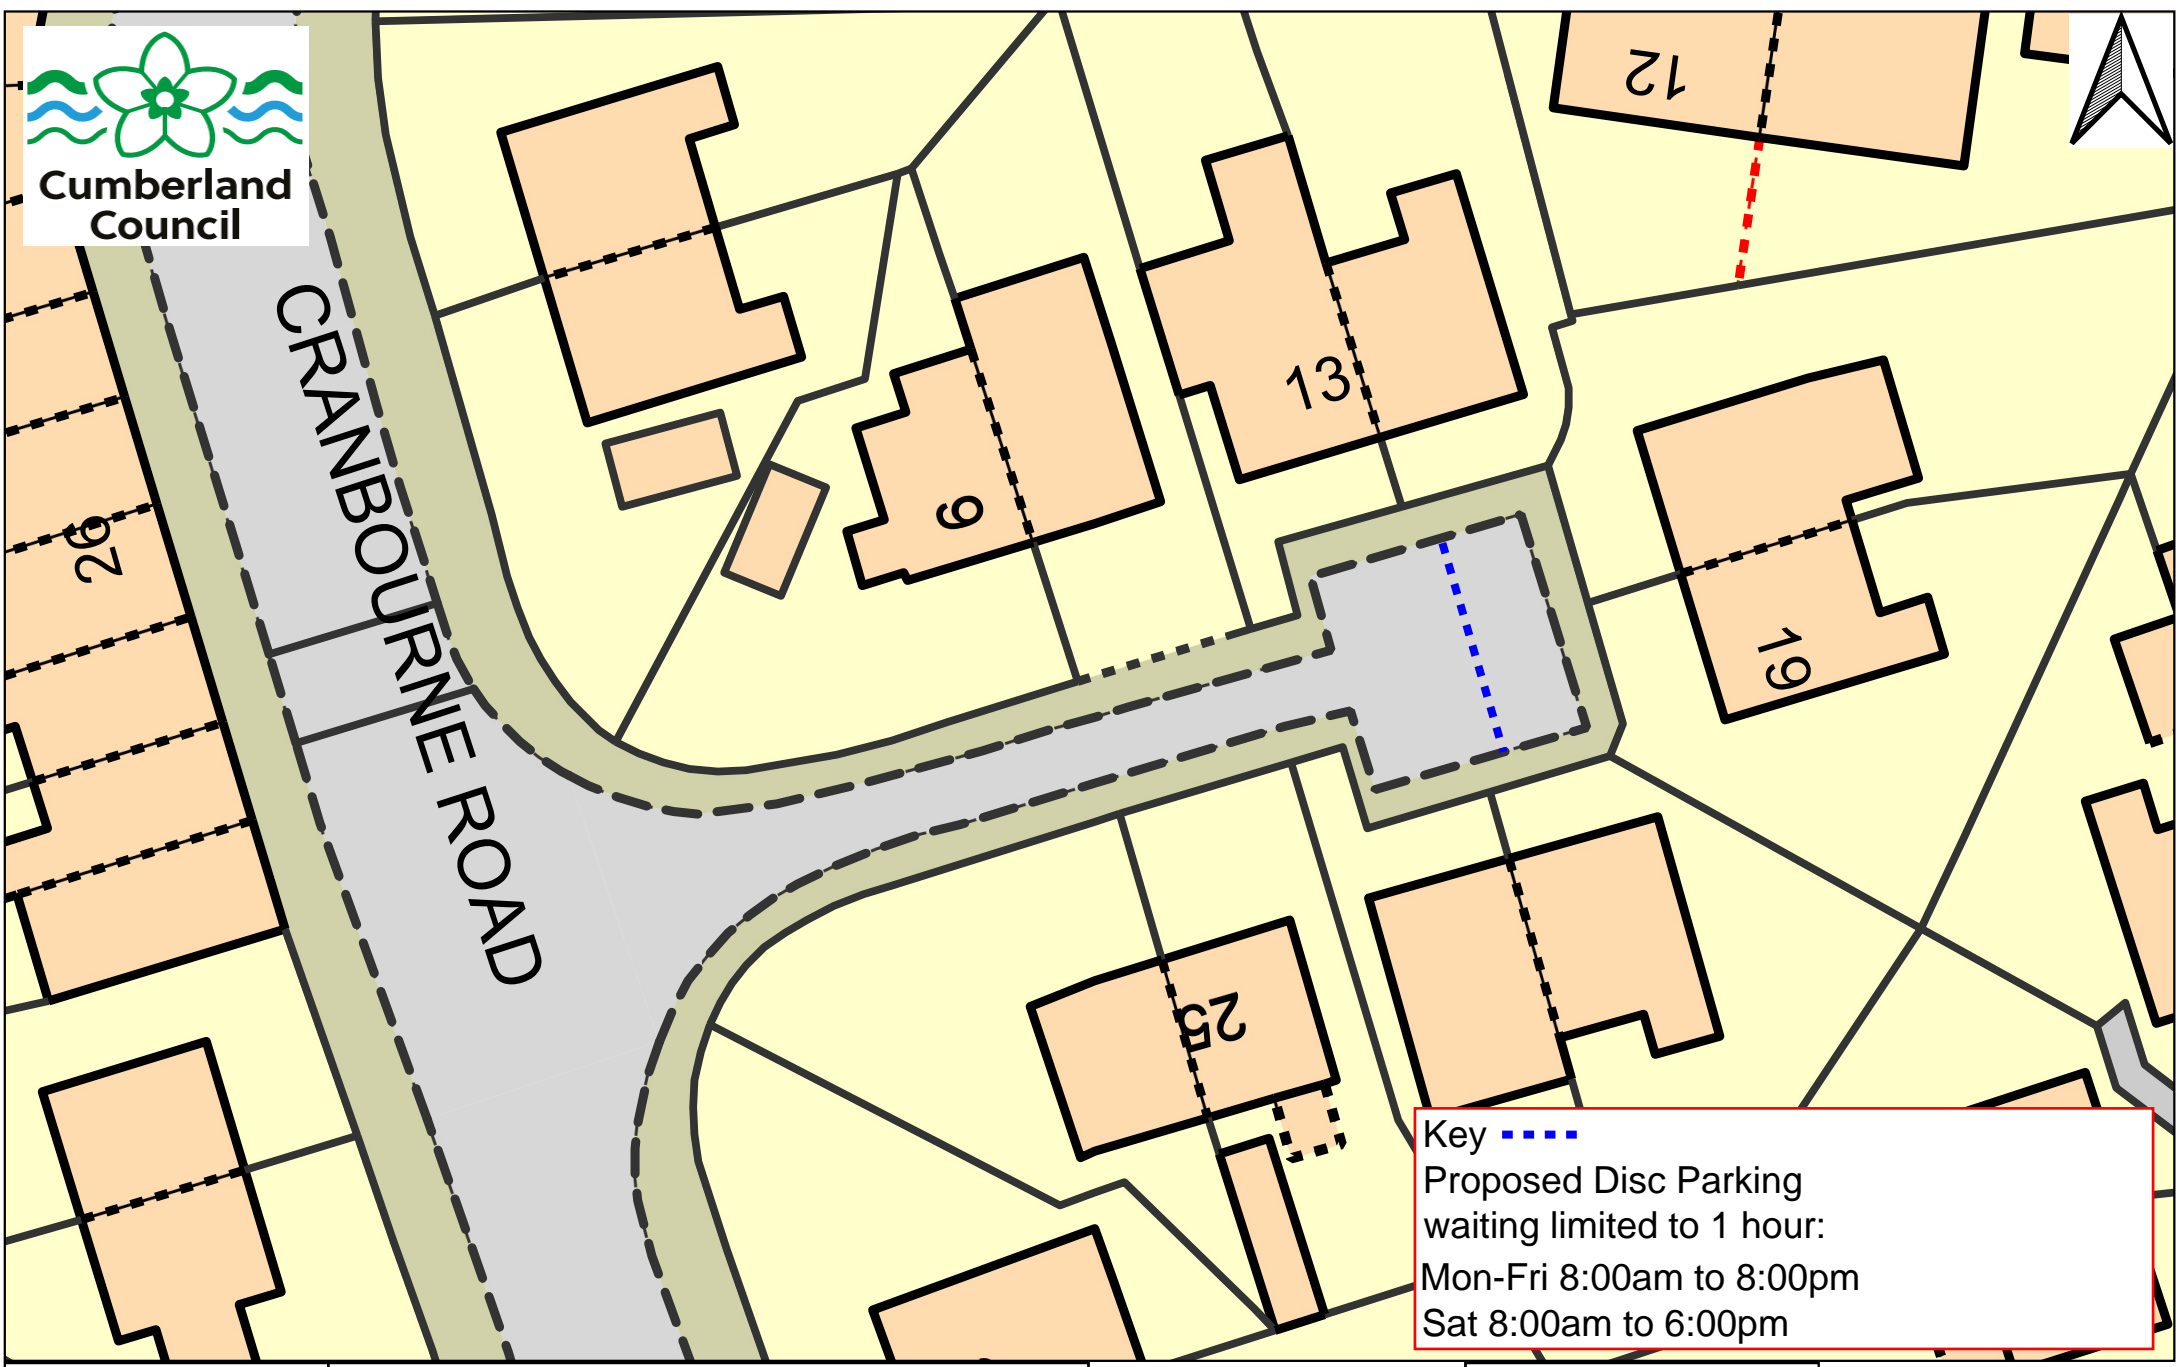 Cumberland
Council
12
CRANBOURNE ROAD
13
9
26
19
25
Key
Proposed Disc Parking
waiting limited to 1 hour:
Mon-Fri 8:00am to 8:00pm
Sat 8:00am to 6:00pm